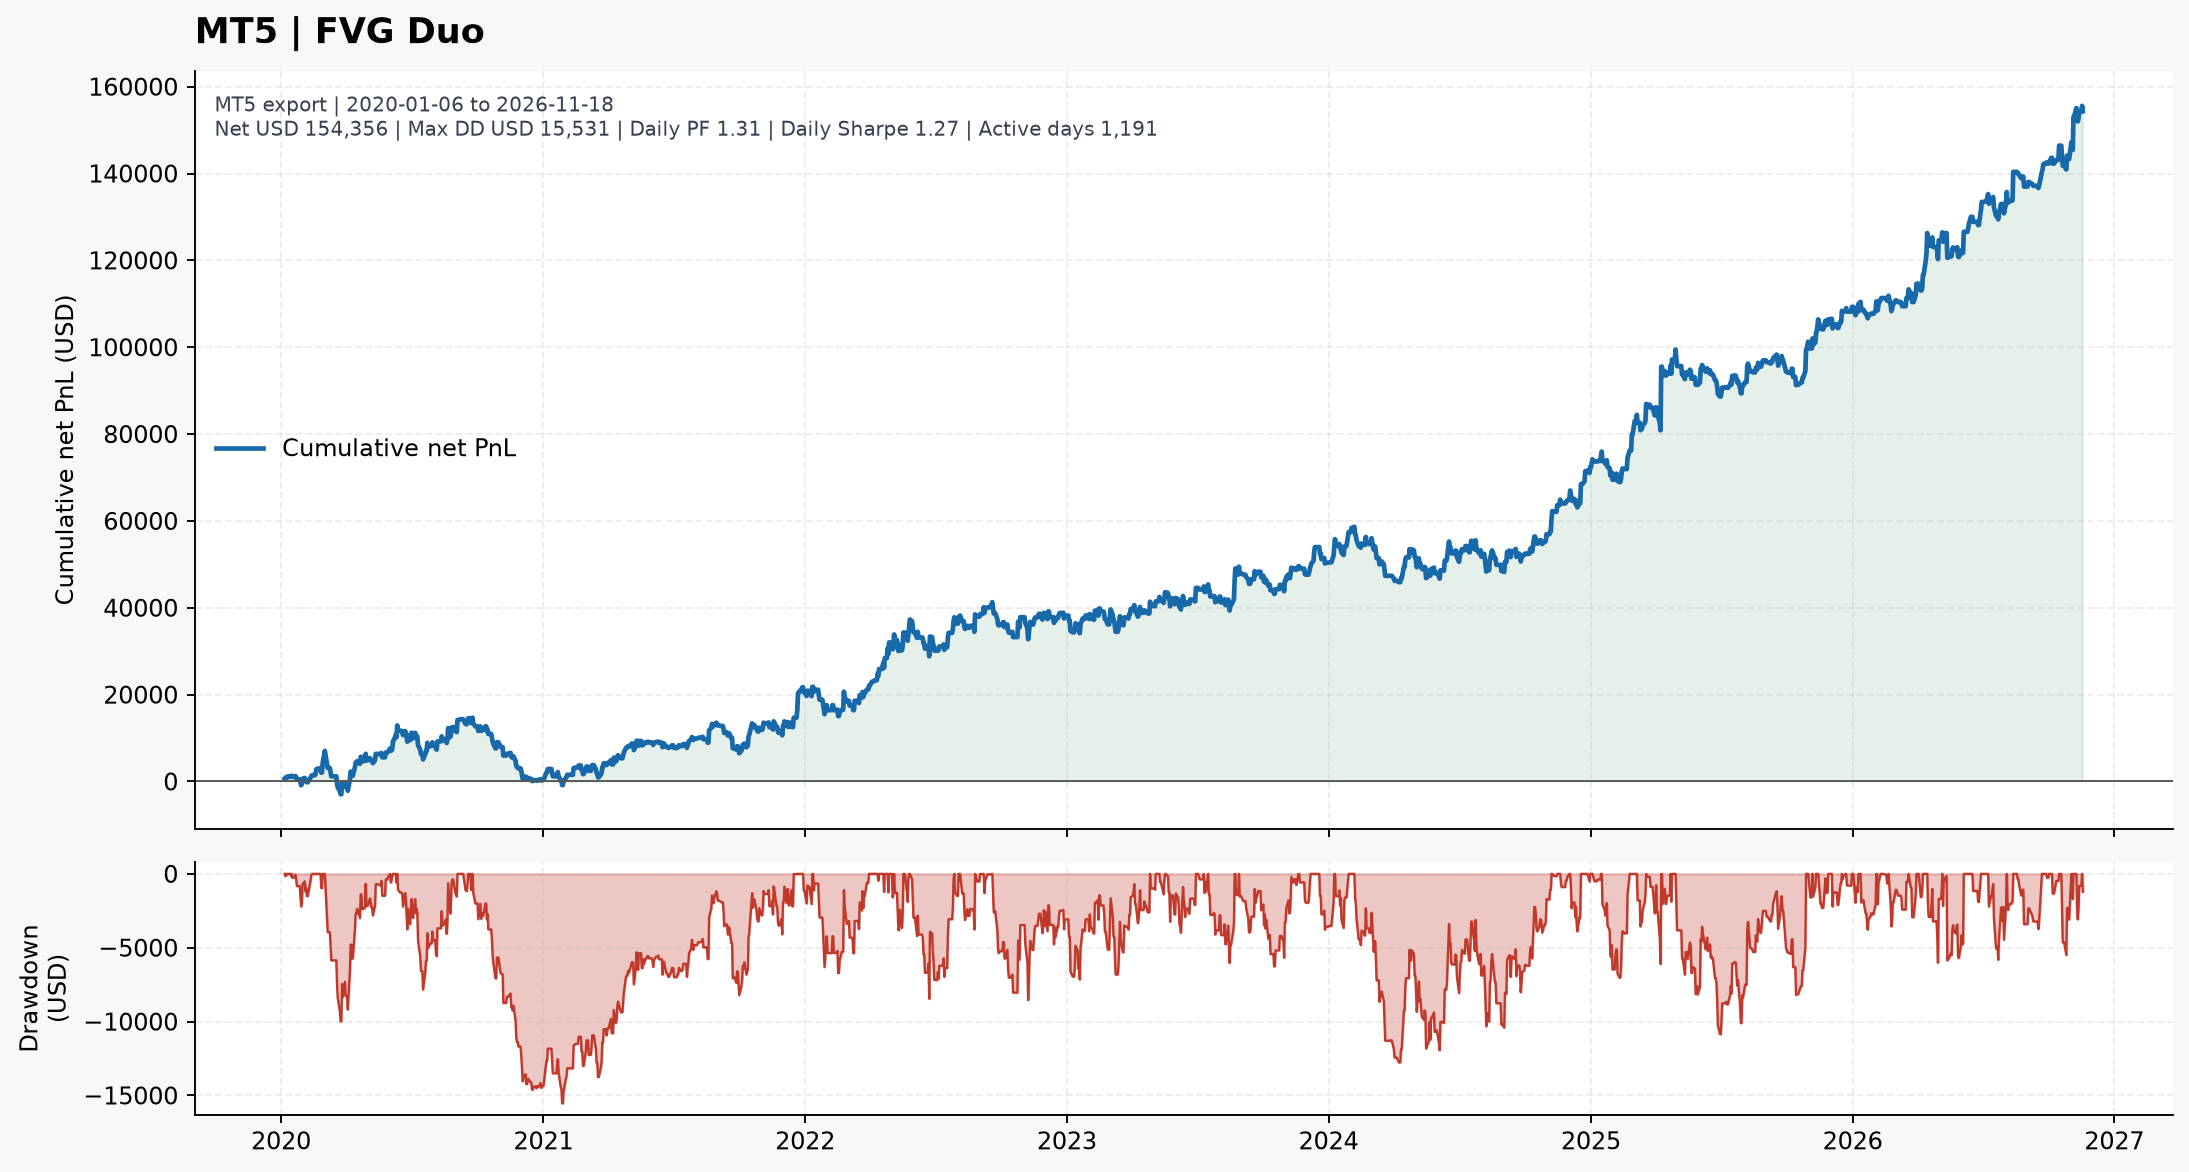 MT5 | FVG Duo
160000
MT5 export | 2020-01-06 to 2026-11-18
Net USD 154,356 | Max DD USD 15,531 | Daily PF 1.31 | Daily Sharpe 1.27 | Active days 1,191
140000
120000
100000
80000
60000
40000
20000
0
Cumulative net PnL (USD)
Cumulative net PnL
0
−5000
−10000
−15000
Drawdown
(USD)
2020 2021 2022 2023 2024 2025 2026 2027